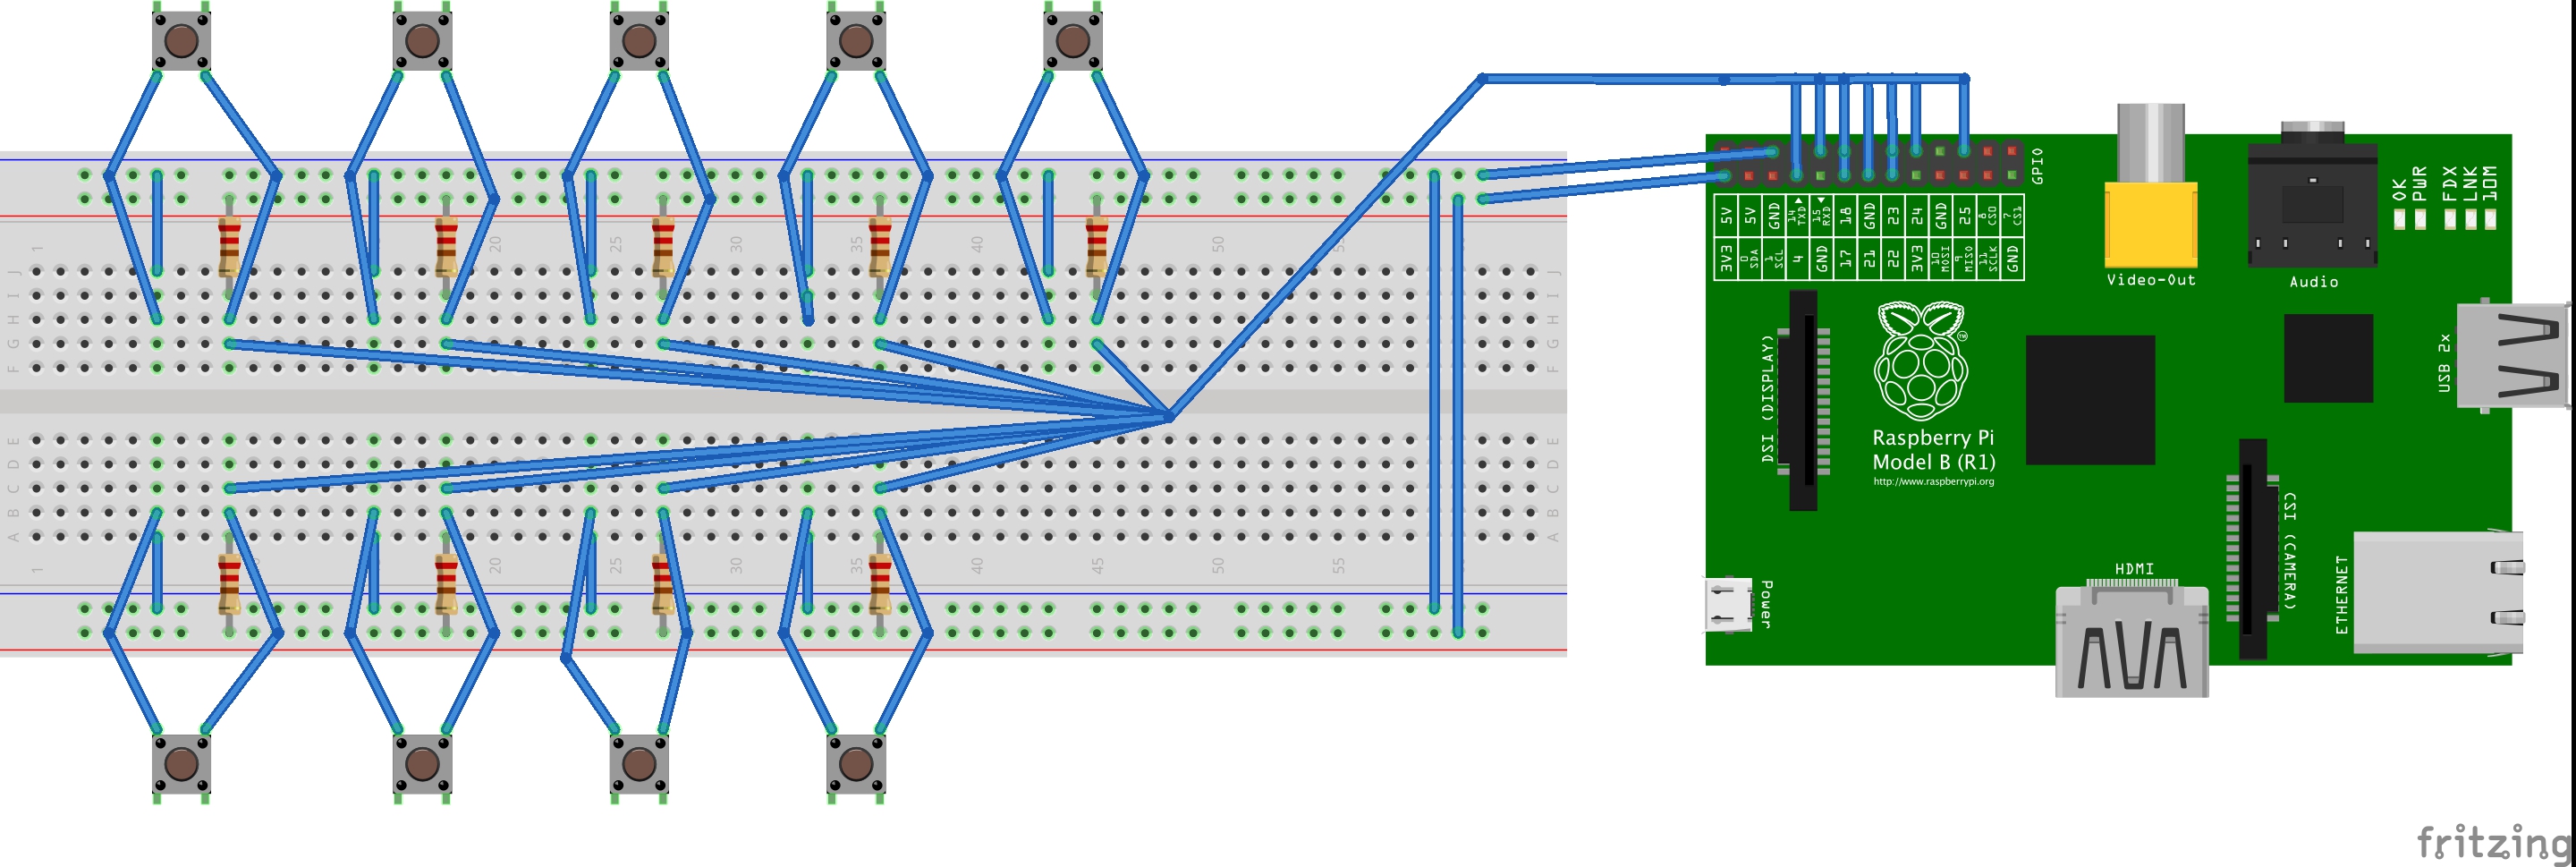 1
20
25
30
35
40
45
50
55
J
I
H
G
F
E
D
C
B
A
J
I
H
G
F
E
D
C
B
A
1
20
25
30
35
40
45
50
55
GPIO
5V 5V GND 14 TXD 15 RXD 18 GND 23 24 GND 25 8 CS0 7 CS1
3V3 0 SDA 1 SCL 4 GND 17 21 22 3V3 10 MOSI 9 MISO 11 SCLK GND
OK
PWR
FDX
LNK
10M
Video-Out
Audio
USB 2x
DSI (DISPLAY)
™
Raspberry Pi
Model B (R1)
http://www.raspberrypi.org
CSI (CAMERA)
Power
HDMI
ETHERNET
fritzing